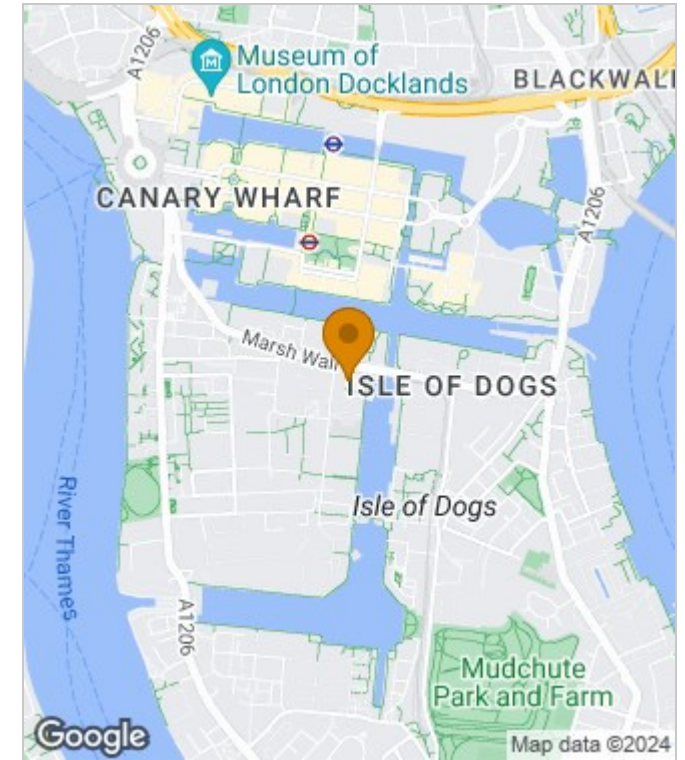 A1206
Museum of
London Docklands
BLACKWALL
CANARY WHARF
A1206
Marsh Wall
ISLE OF DOGS
Isle of Dogs
River Thames
A1206
Mudchute
Park and Farm
Google
Map data ©2024